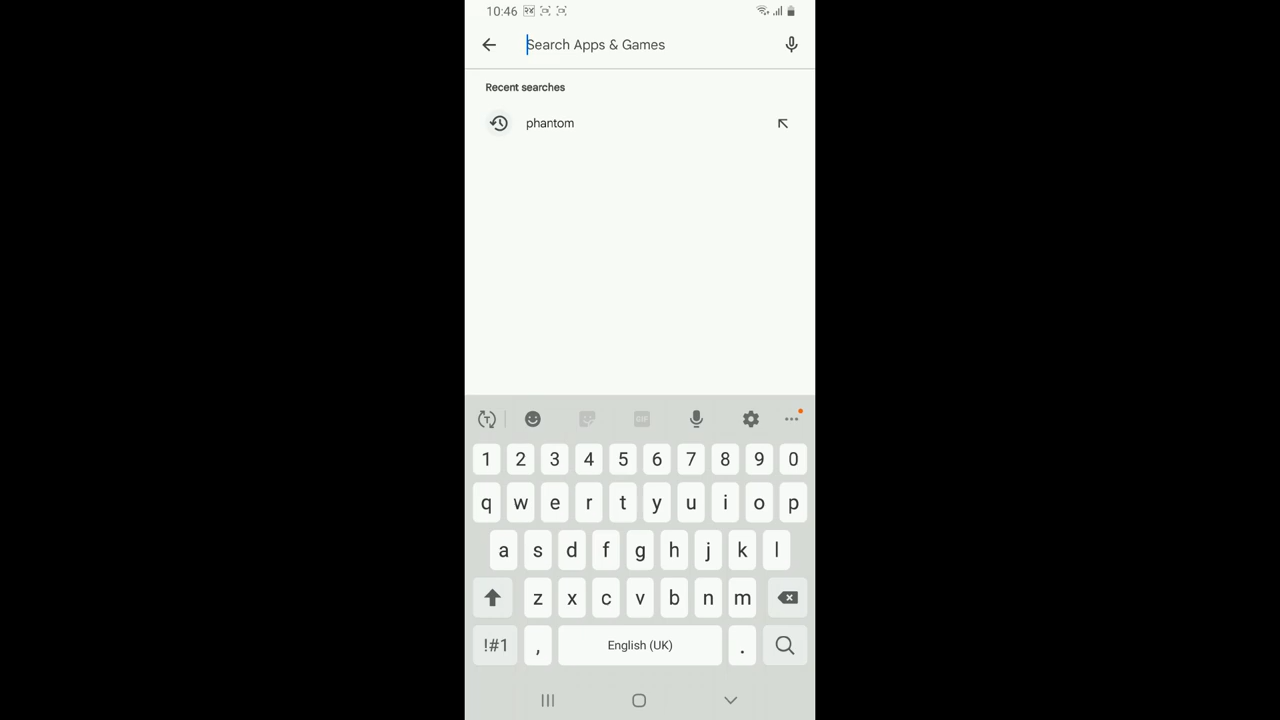 10:46
Search Apps & Games
Recent searches
phantom
T
GIF
1 2 3 4 5 6 7 8 9 0
q w e r t y u i o p
a s d f g h j k l
z x c v b n m
!#1 , English (UK) .